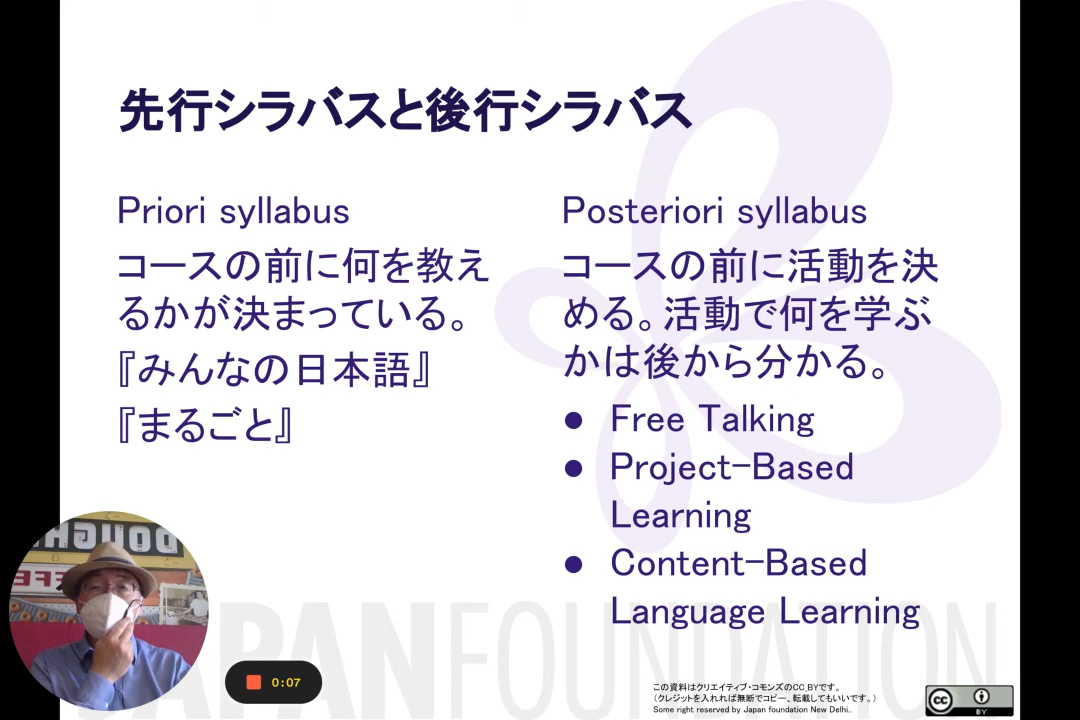 先行シラバスと後行シラバス
Priori syllabus
コースの前に何を教え
るかが決まっている。
『みんなの日本語』
『まるごと』
Posteriori syllabus
コースの前に活動を決
める。活動で何を学ぶ
かは後から分かる。
● Free Talking
● Project-Based
Learning
● Content-Based
Language Learning
JAPAN FOUNDATION
0:07
この資料はクリエイティブ・コモンズのCC BYです。
(クレジットを入れれば無断でコピー、転載してもいいです。)
Some right reserved by Japan foundation New Delhi.
cc
BY